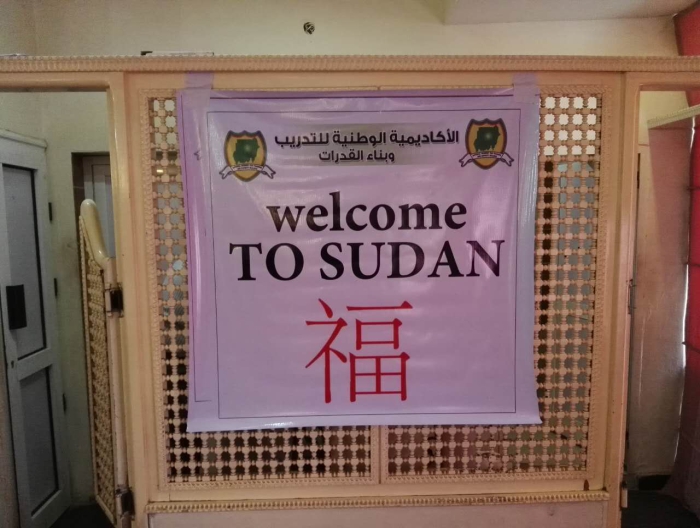 الأكاديمية الوطنية للتدريب
وبناء القدرات
welcome
TO SUDAN
福